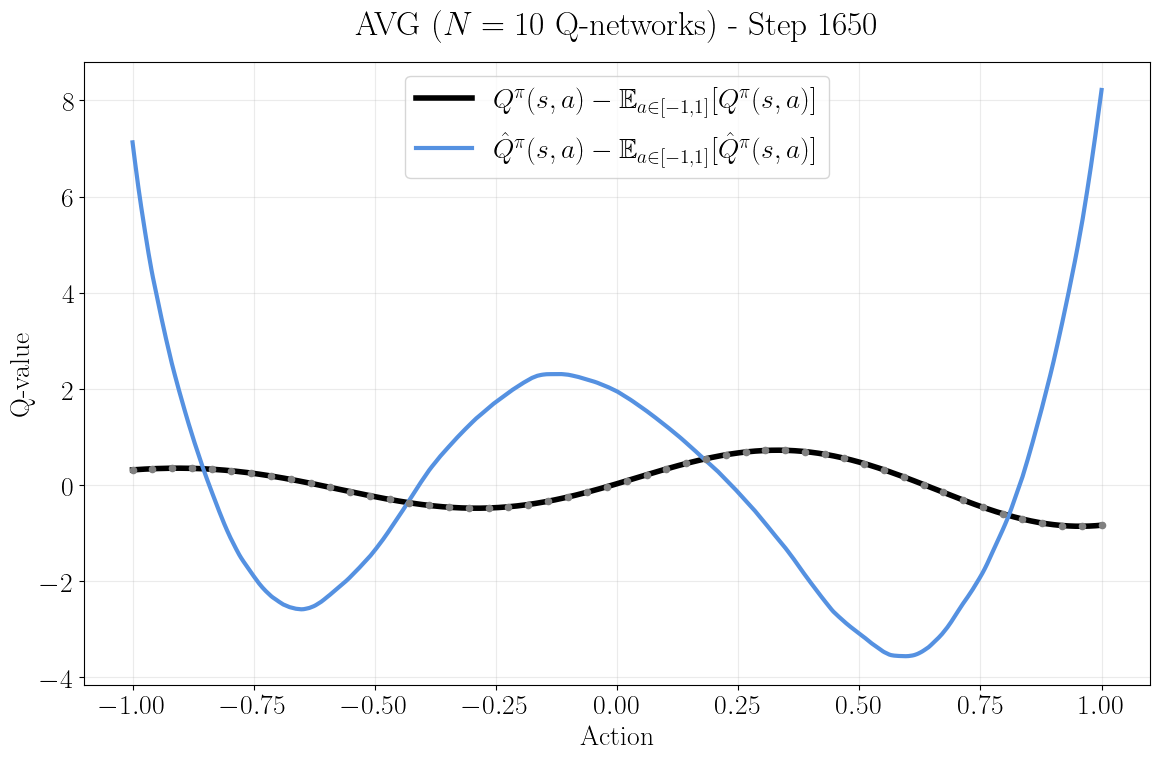 AVG (N = 10 Q-networks) - Step 1650
Q^π(s, a) − 𝔼_{a∈[−1,1]}[Q^π(s, a)]
Q̂^π(s, a) − 𝔼_{a∈[−1,1]}[Q̂^π(s, a)]
Q-value
8
6
4
2
0
−2
−4
−1.00 −0.75 −0.50 −0.25 0.00 0.25 0.50 0.75 1.00
Action